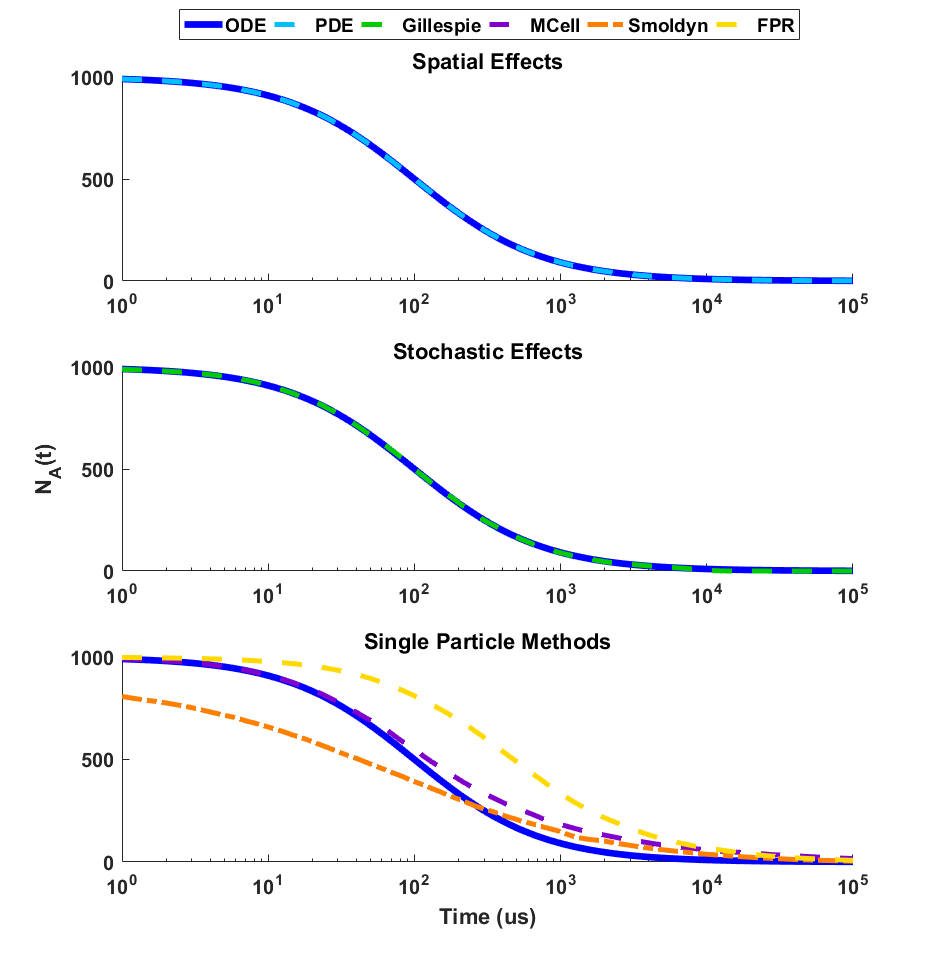 ODE PDE Gillespie MCell Smoldyn FPR
Spatial Effects
1000
500
0
10^0 10^1 10^2 10^3 10^4 10^5
Stochastic Effects
1000
N_A(t)
500
0
10^0 10^1 10^2 10^3 10^4 10^5
Single Particle Methods
1000
500
0
10^0 10^1 10^2 10^3 10^4 10^5
Time (us)